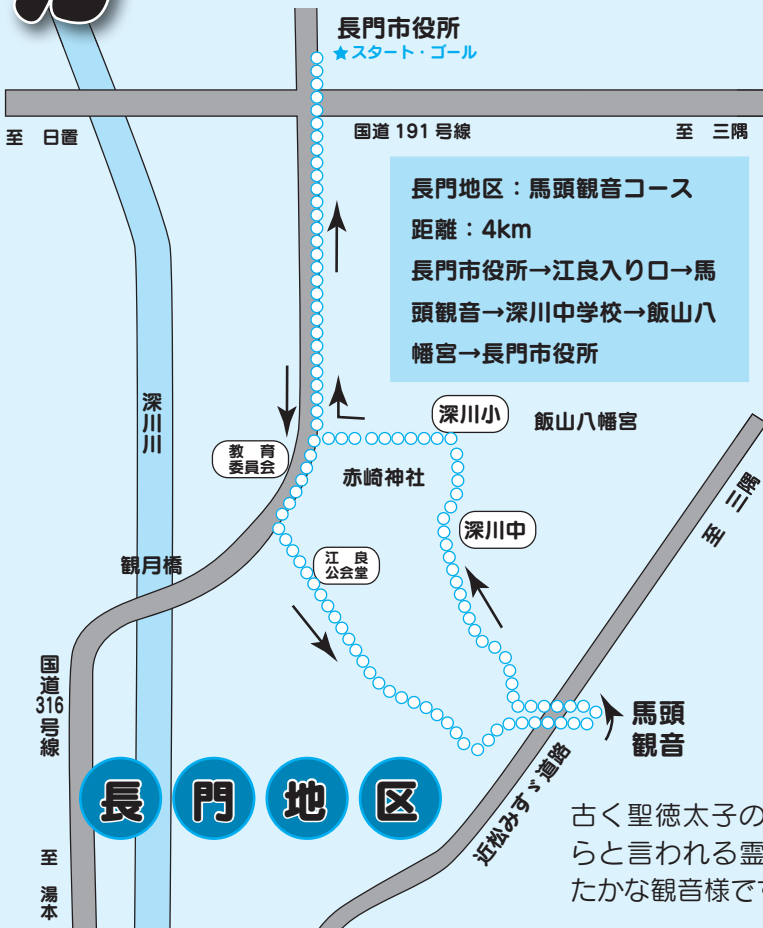 長門市役所
★スタート・ゴール
至 日置
国道191号線
至 三隅
長門地区：馬頭観音コース
距離：4km
長門市役所→江良入り口→馬
頭観音→深川中学校→飯山八
幡宮→長門市役所
深川川
教育
委員会
深川小
飯山八幡宮
赤崎神社
至 三隅
深川中
江良
公会堂
観月橋
国道316号線
馬頭
観音
長門地区
近松みすゞ道路
至 湯本
古く聖徳太子の
らと言われる霊
たかな観音様です